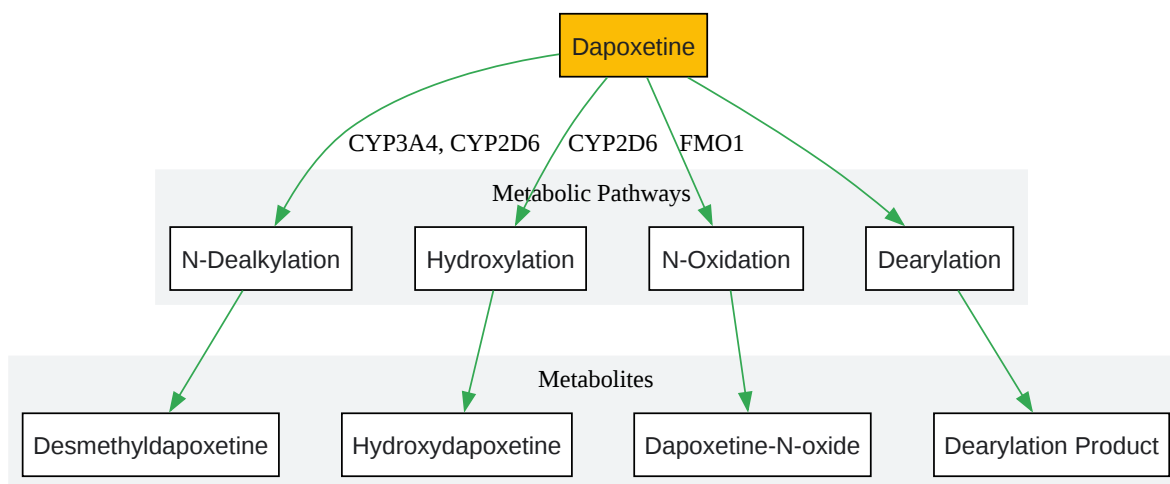 Dapoxetine
CYP3A4, CYP2D6
CYP2D6
FMO1
Metabolic Pathways
N-Dealkylation
Hydroxylation
N-Oxidation
Dearylation
Metabolites
Desmethyldapoxetine
Hydroxydapoxetine
Dapoxetine-N-oxide
Dearylation Product